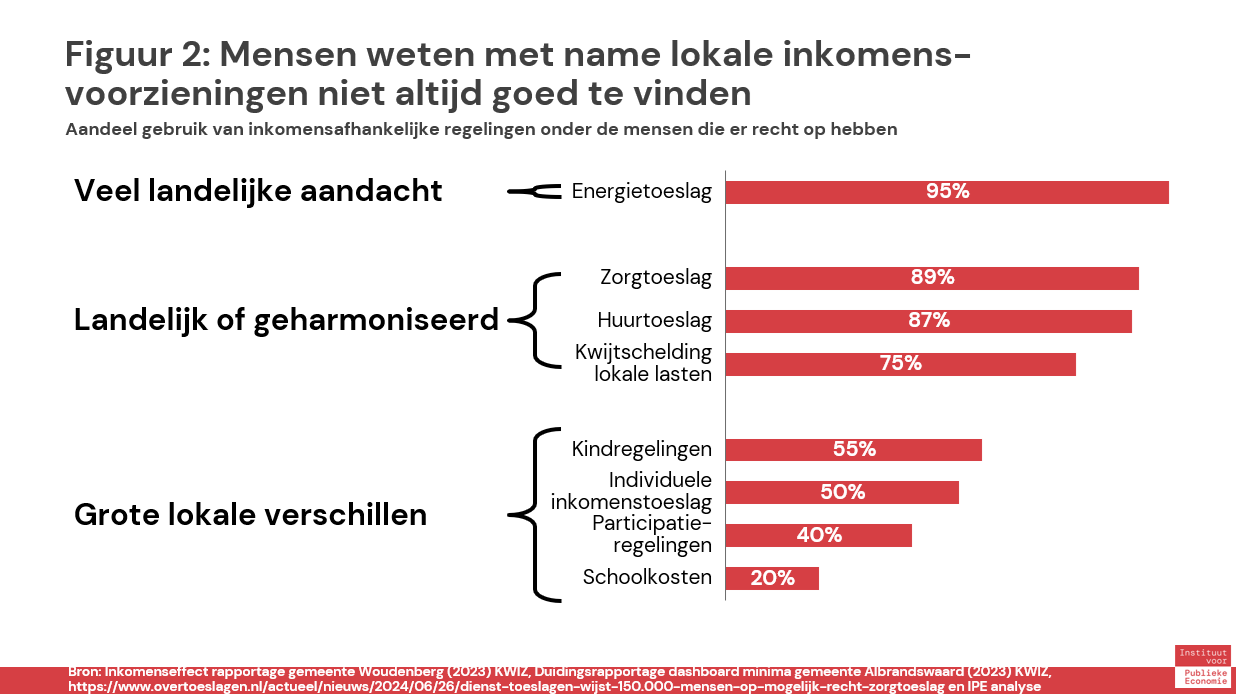 Figuur 2: Mensen weten met name lokale inkomens-
voorzieningen niet altijd goed te vinden
Aandeel gebruik van inkomensafhankelijke regelingen onder de mensen die er recht op hebben
Veel landelijke aandacht
Energietoeslag
95%
Landelijk of geharmoniseerd
Zorgtoeslag
89%
Huurtoeslag
87%
Kwijtschelding
lokale lasten
75%
Grote lokale verschillen
Kindregelingen
55%
Individuele
inkomenstoeslag
50%
Participatie-
regelingen
40%
Schoolkosten
20%
Bron: Inkomenseffect rapportage gemeente Woudenberg (2023) KWIZ, Duidingsrapportage dashboard minima gemeente Albrandswaard (2023) KWIZ,
https://www.overtoeslagen.nl/actueel/nieuws/2024/06/26/dienst-toeslagen-wijst-150.000-mensen-op-mogelijk-recht-zorgtoeslag en IPE analyse
Instituut
voor
Publieke
Economie